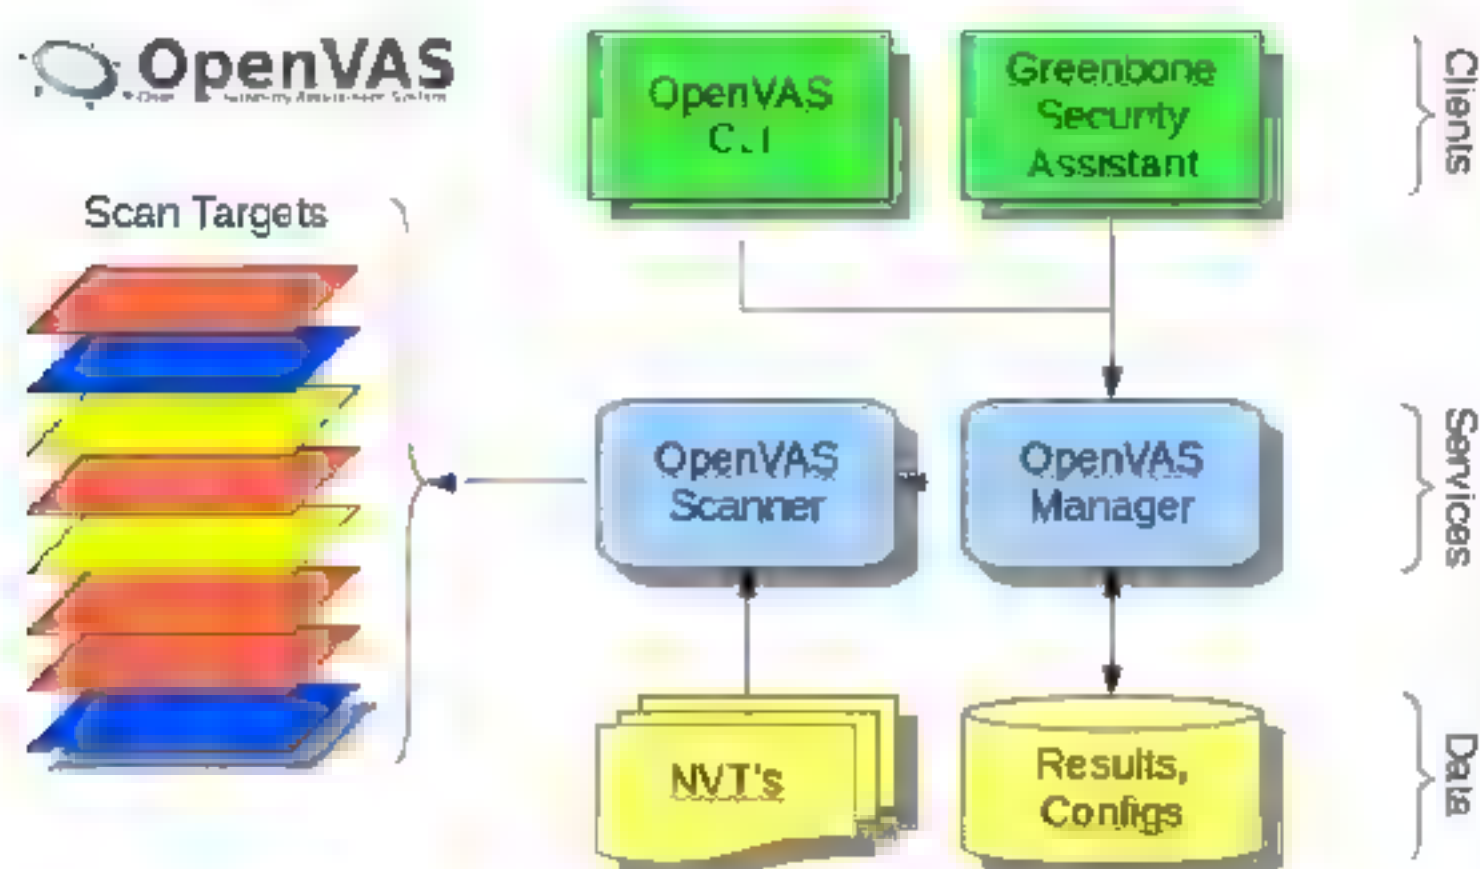 OpenVAS
OpenVAS
Greenbone
Security
Assistant
Clients
Scan Targets
OpenVAS
Scanner
OpenVAS
Manager
Services
NVT's
Results,
Configs
Data